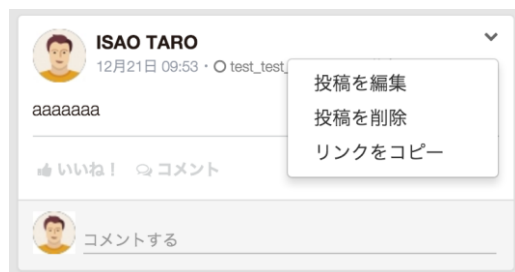 ISAO TARO
12月21日 09:53・test_test_
投稿を編集
aaaaaaa
投稿を削除
リンクをコピー
いいね！ コメント
コメントする